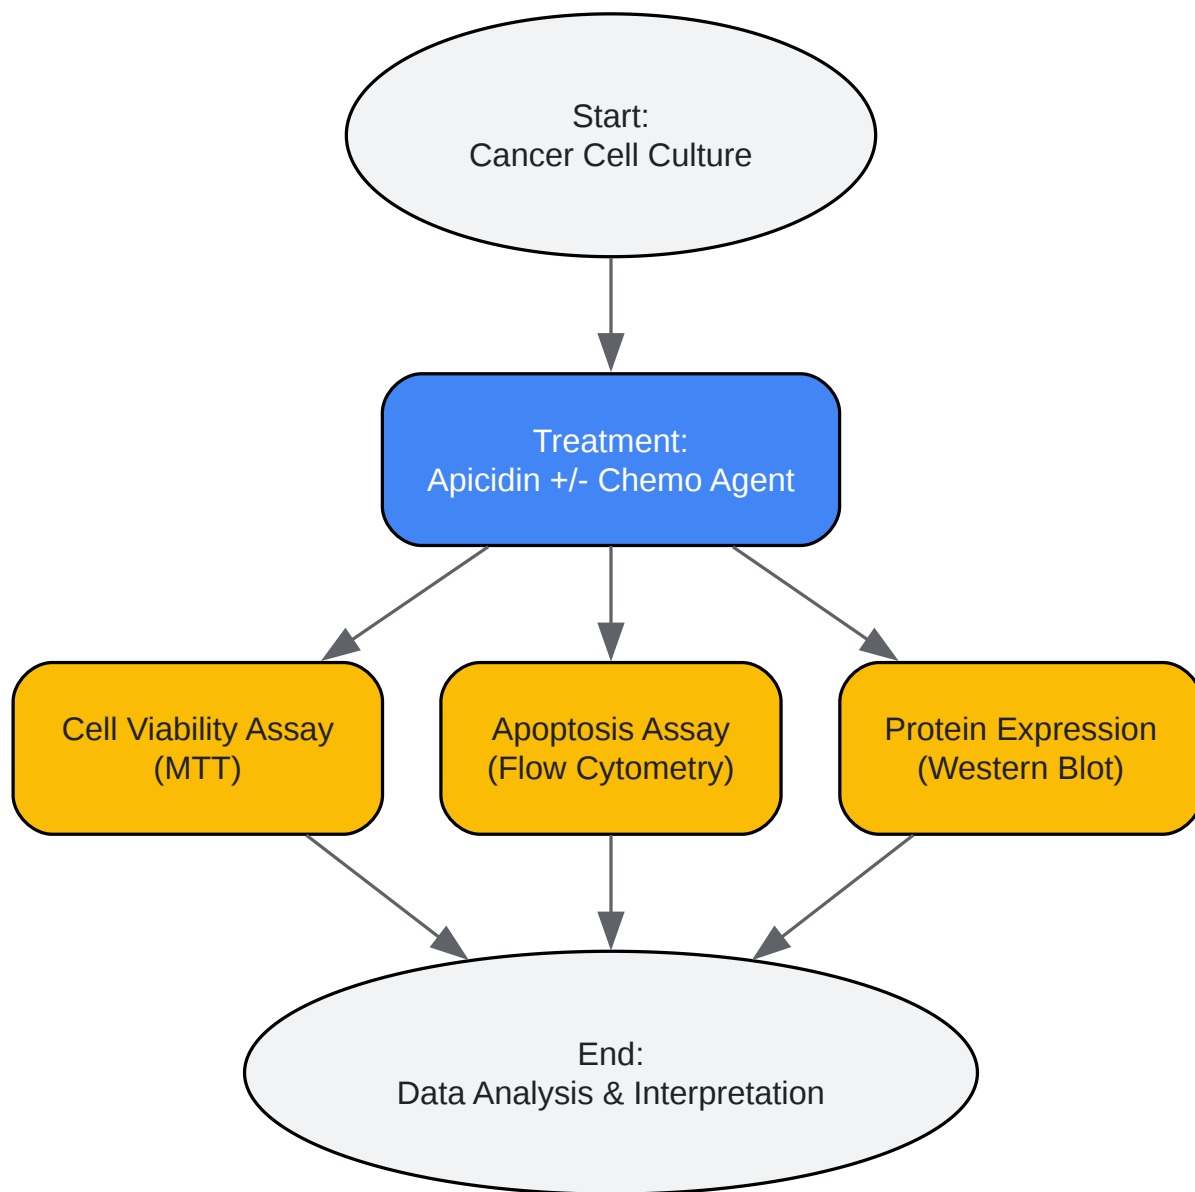 Start:
Cancer Cell Culture
Treatment:
Apicidin +/- Chemo Agent
Cell Viability Assay
(MTT)
Apoptosis Assay
(Flow Cytometry)
Protein Expression
(Western Blot)
End:
Data Analysis & Interpretation